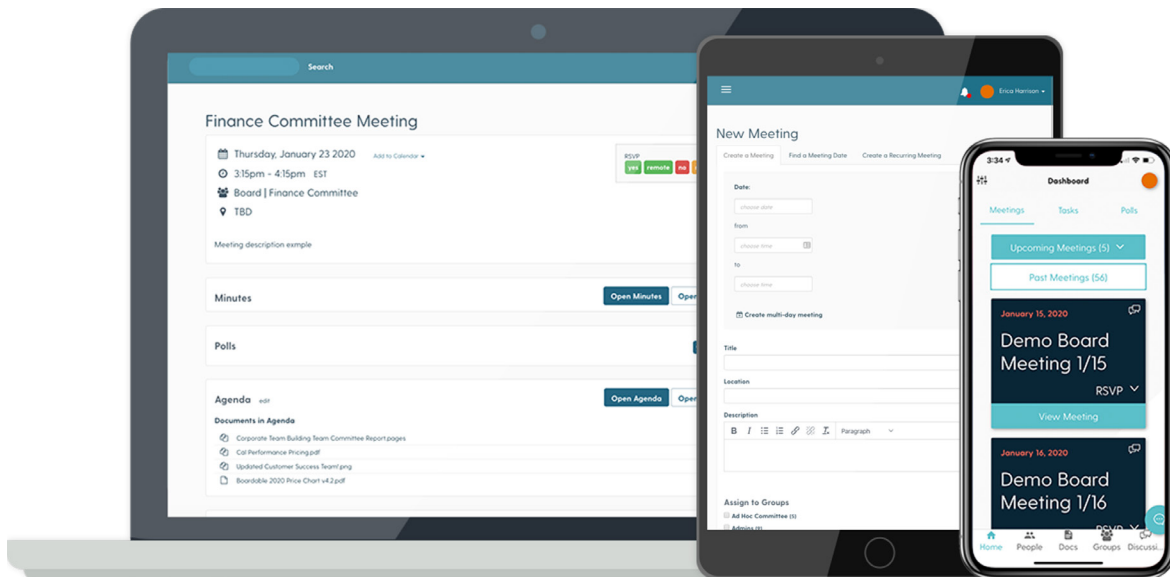 Search
Finance Committee Meeting
Thursday, January 23 2020 Add to Calendar
3:15pm - 4:15pm EST
Board | Finance Committee
TBD
RSVP
yes remote no
Meeting description exmple
Minutes
Open Minutes
Polls
Agenda edit
Open Agenda
Documents in Agenda
Corporate Team Building Team Committee Report.pages
Cal Performance Pricing.pdf
Updated Customer Success Team!.png
Boardable 2020 Price Chart v4.2.pdf
Erica Harrison
New Meeting
Create a Meeting Find a Meeting Date Create a Recurring Meeting
Date:
choose date
from
choose time
to
choose time
Create multi-day meeting
Title
Location
Description
B I Paragraph
Assign to Groups
Ad Hoc Committee (5)
Admins (9)
3:34
Dashboard
Meetings Tasks Polls
Upcoming Meetings (5)
Past Meetings (56)
January 15, 2020
Demo Board
Meeting 1/15
RSVP
View Meeting
January 16, 2020
Demo Board
Meeting 1/16
RSVP
Home People Docs Groups Discussi...